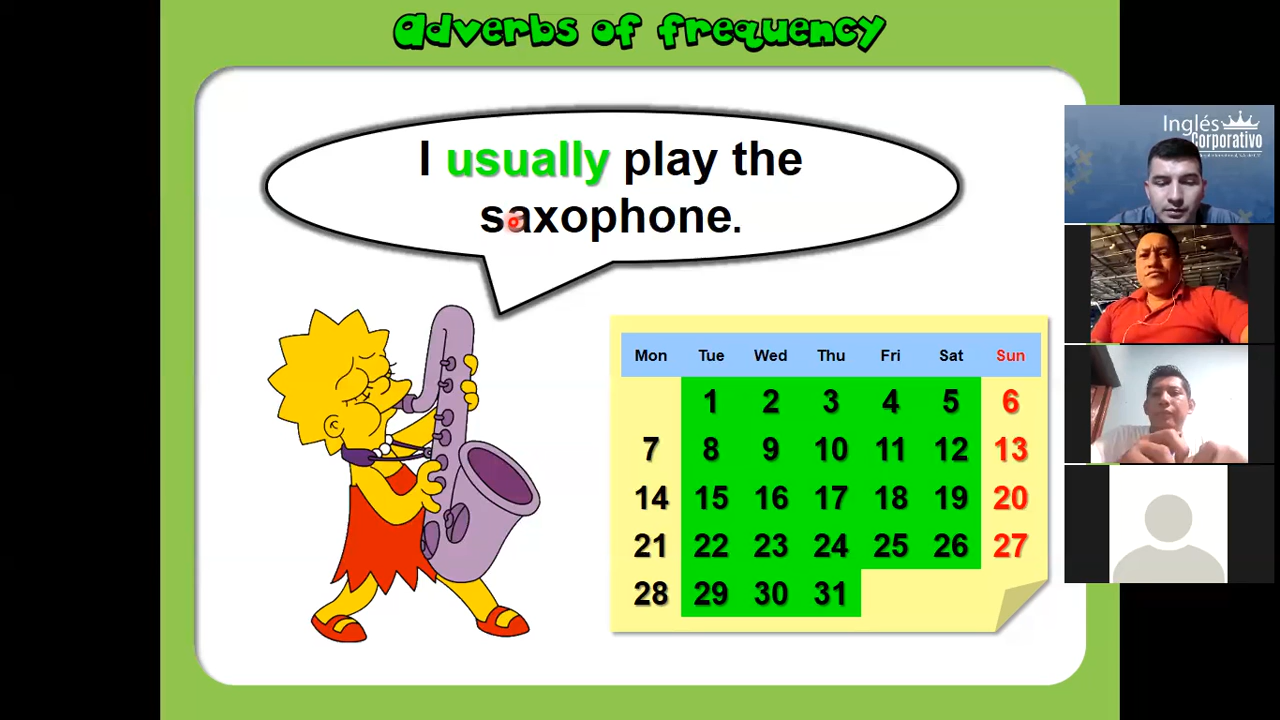 Adverbs of frequency
I usually play the
saxophone.
Inglés
Corporativo
Mon Tue Wed Thu Fri Sat Sun
1 2 3 4 5 6
7 8 9 10 11 12 13
14 15 16 17 18 19 20
21 22 23 24 25 26 27
28 29 30 31